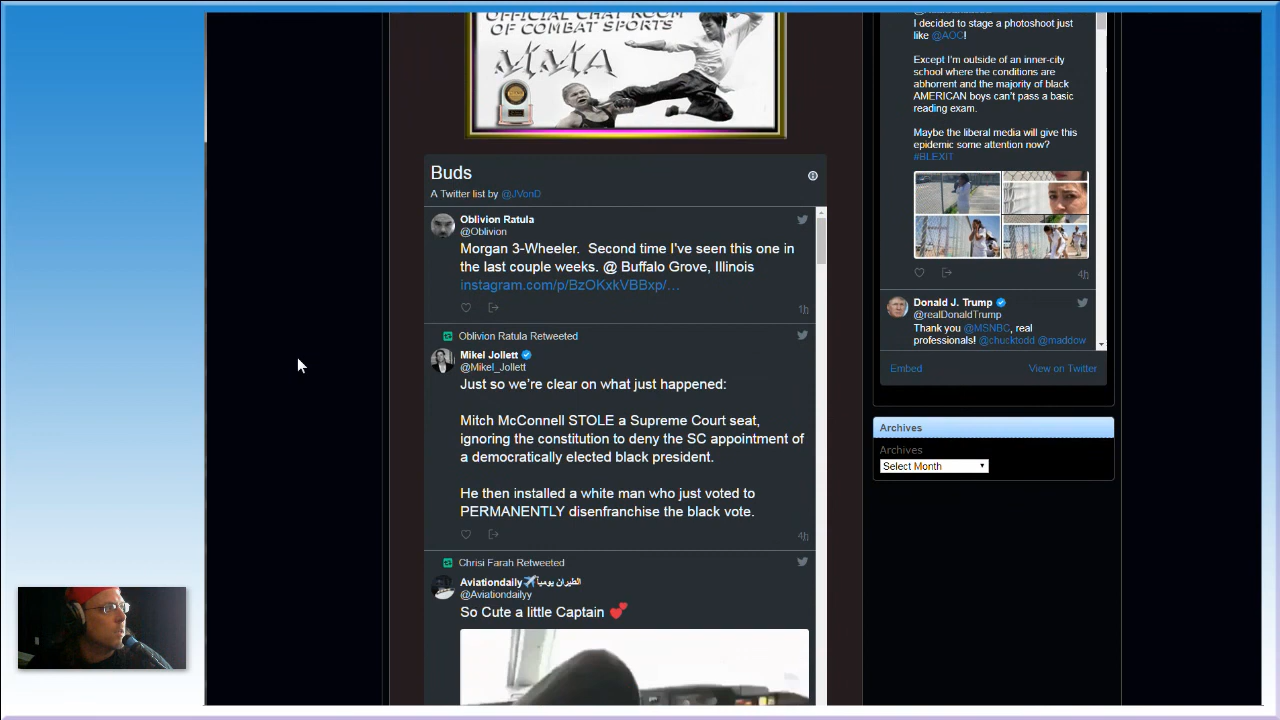 OFFICIAL CHAT ROOM
OF COMBAT SPORTS
MMA
Buds
A Twitter list by @JVonD
Oblivion Ratula
@Oblivion
Morgan 3-Wheeler. Second time I've seen this one in
the last couple weeks. @ Buffalo Grove, Illinois
instagram.com/p/BzOKxkVBBxp/…
1h
Oblivion Ratula Retweeted
Mikel Jollett
@Mikel_Jollett
Just so we're clear on what just happened:
Mitch McConnell STOLE a Supreme Court seat,
ignoring the constitution to deny the SC appointment of
a democratically elected black president.
He then installed a white man who just voted to
PERMANENTLY disenfranchise the black vote.
4h
Chrisi Farah Retweeted
Aviationdaily✈️الطيران يومياً
@Aviationdailyy
So Cute a little Captain 💕
I decided to stage a photoshoot just
like @AOC!
Except I'm outside of an inner-city
school where the conditions are
abhorrent and the majority of black
AMERICAN boys can't pass a basic
reading exam.
Maybe the liberal media will give this
epidemic some attention now?
#BLEXIT
4h
Donald J. Trump
@realDonaldTrump
Thank you @MSNBC, real
professionals! @chucktodd @maddow
Embed
View on Twitter
Archives
Archives
Select Month